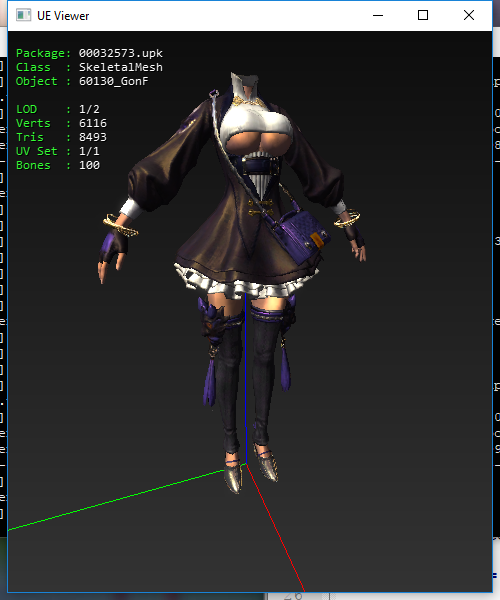 UE Viewer
Package: 00032573.upk
Class : SkeletalMesh
Object : 60130_GonF
LOD : 1/2
Verts : 6116
Tris : 8493
UV Set : 1/1
Bones : 100